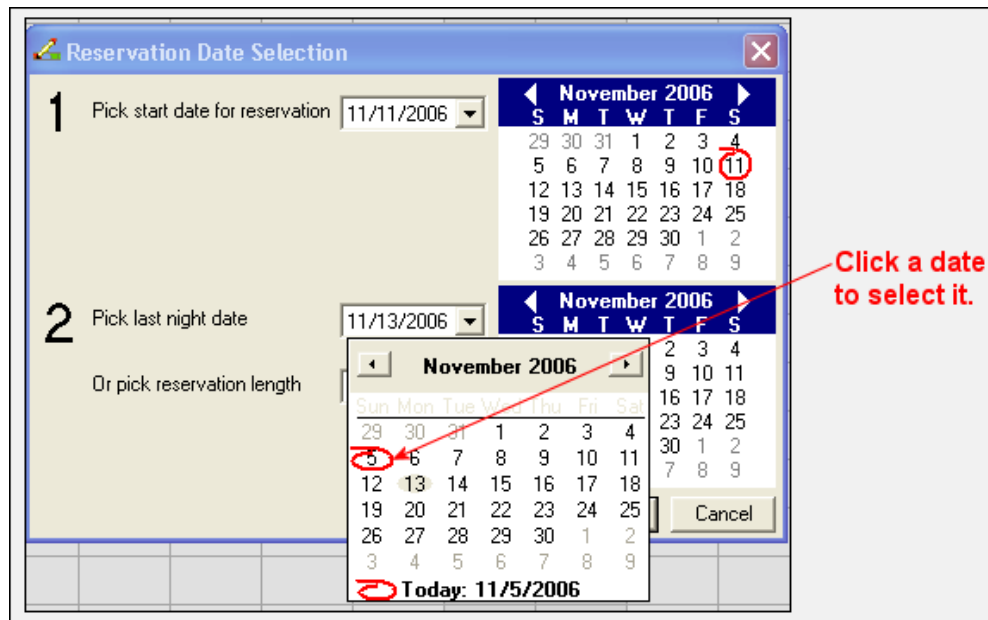 Reservation Date Selection
1 Pick start date for reservation 11/11/2006
November 2006
S M T W T F S
29 30 31 1 2 3 4
5 6 7 8 9 10 11
12 13 14 15 16 17 18
19 20 21 22 23 24 25
26 27 28 29 30 1 2
3 4 5 6 7 8 9
Click a date
to select it.
2 Pick last night date 11/13/2006
November 2006
S M T W T F S
2 3 4
9 10 11
16 17 18
23 24 25
30 1 2
7 8 9
Or pick reservation length
November 2006
Sun Mon Tue Wed Thu Fri Sat
29 30 31 1 2 3 4
5 6 7 8 9 10 11
12 13 14 15 16 17 18
19 20 21 22 23 24 25
26 27 28 29 30 1 2
3 4 5 6 7 8 9
Today: 11/5/2006
Cancel